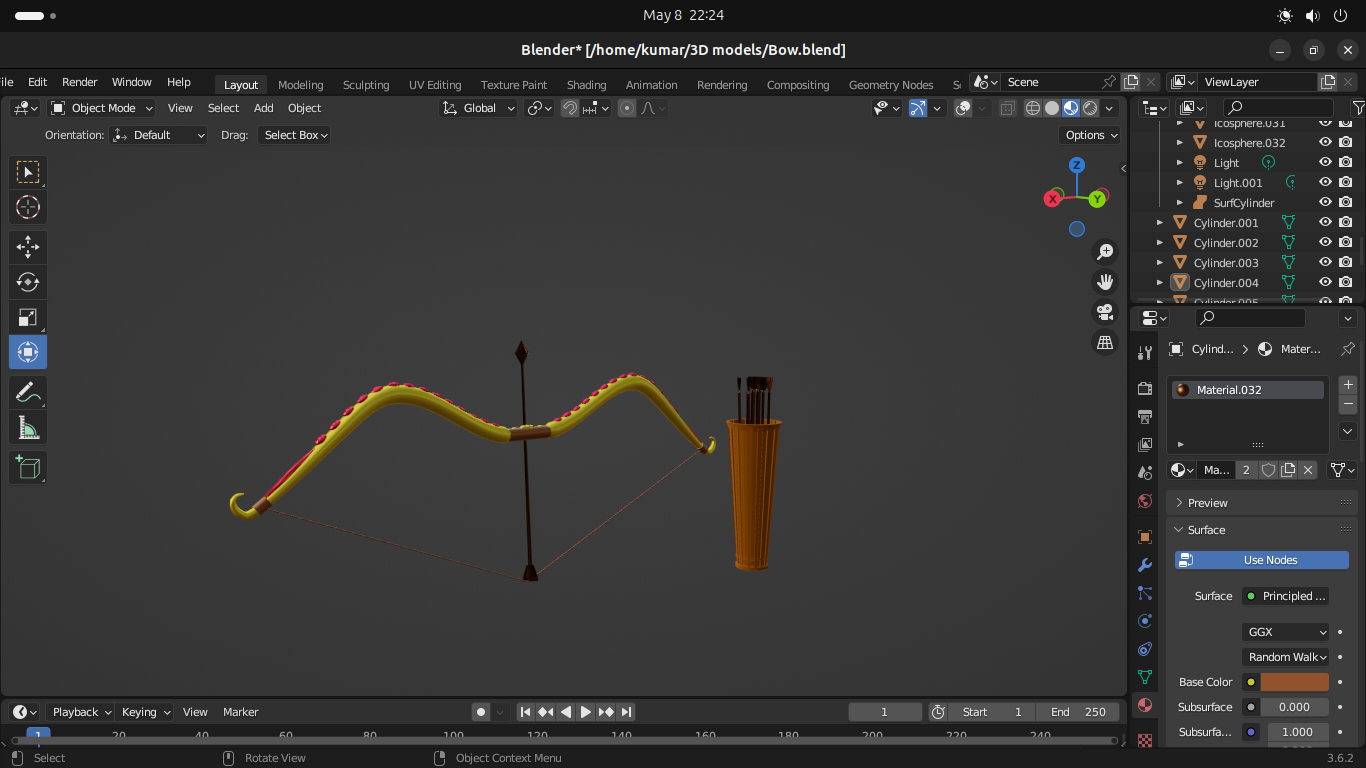 May 8 22:24
Blender* [/home/kumar/3D models/Bow.blend]
ile Edit Render Window Help Layout Modeling Sculpting UV Editing Texture Paint Shading Animation Rendering Compositing Geometry Nodes Sc Scene ViewLayer
Object Mode View Select Add Object Global
Orientation: Default Drag: Select Box Options
Z
X
Y
Icosphere.031
Icosphere.032
Light
Light.001
SurfCylinder
Cylinder.001
Cylinder.002
Cylinder.003
Cylinder.004
Cylinder.005
Cylind... > Mater...
Material.032
Ma... 2
Preview
Surface
Use Nodes
Surface Principled ...
GGX
Random Walk
Base Color
Subsurface 0.000
Subsurfa... 1.000
Playback Keying View Marker 1 Start 1 End 250
1 20 40 60 80 100 120 140 160 180 200 220 240
Select Rotate View Object Context Menu 3.6.2